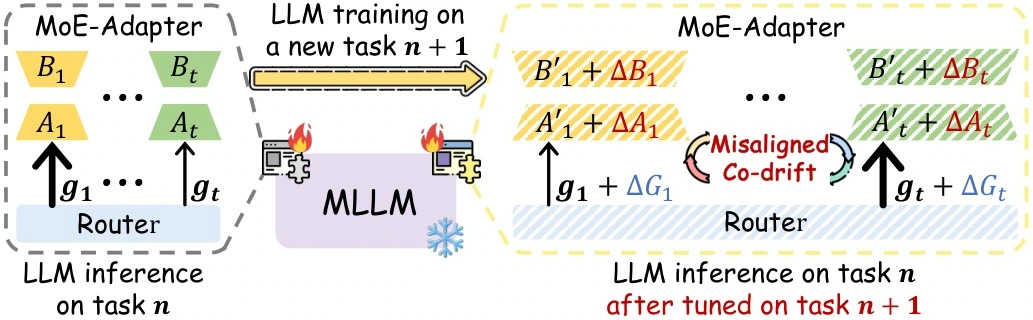 MoE-Adapter
B₁ ... Bₜ
A₁ Aₜ
g₁ ... gₜ
Router
LLM inference
on task n
LLM training on
a new task n + 1
MLLM
MoE-Adapter
B′₁ + ΔB₁ ... B′ₜ + ΔBₜ
A′₁ + ΔA₁ A′ₜ + ΔAₜ
Misaligned
Co-drift
g₁ + ΔG₁ gₜ + ΔGₜ
Router
LLM inference on task n
after tuned on task n + 1